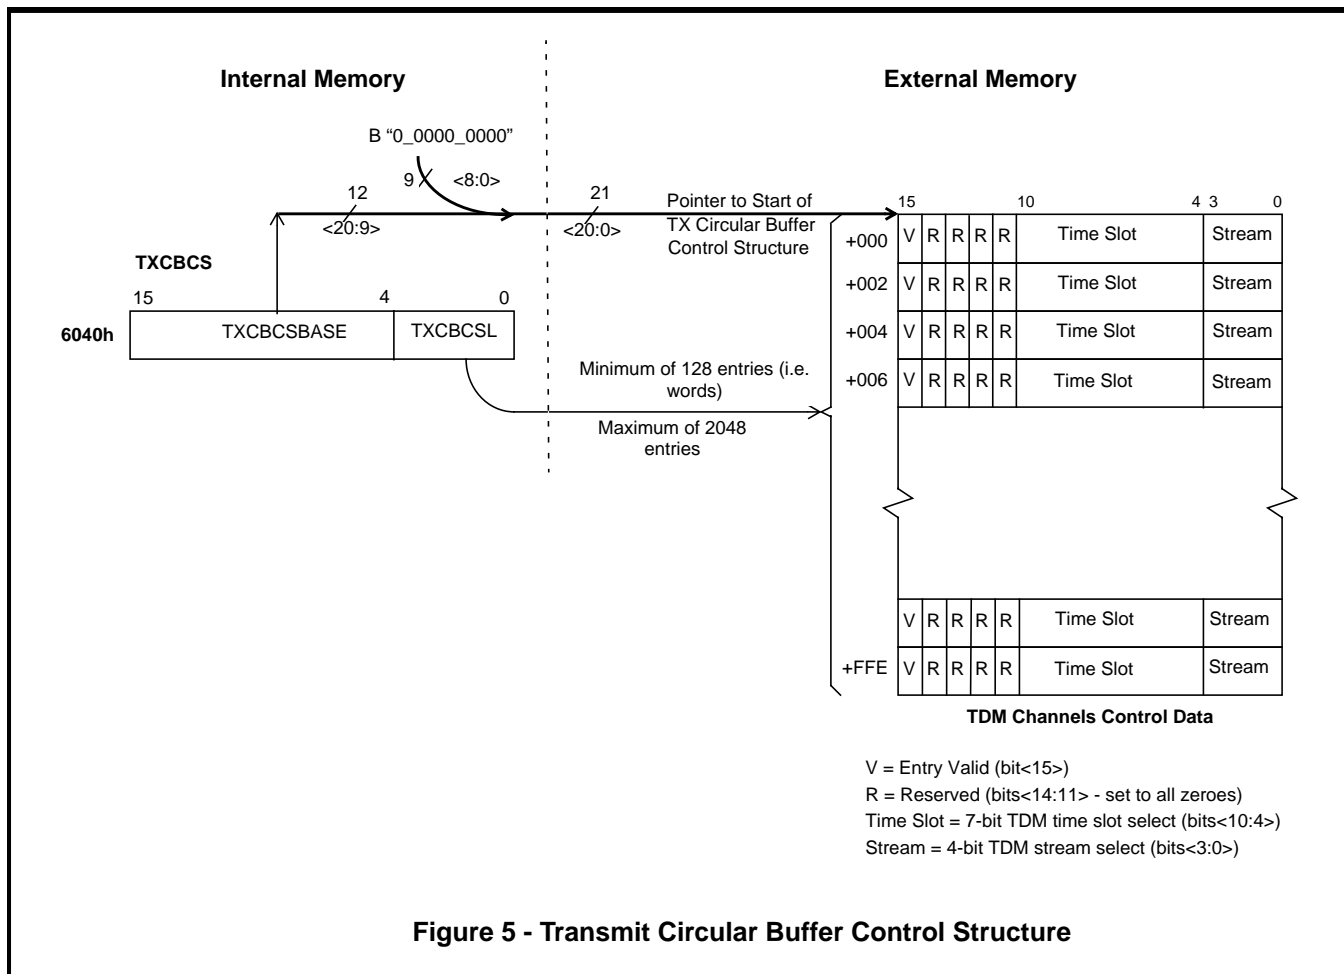 Internal Memory
External Memory
B “0_0000_0000”
9
<8:0>
12
<20:9>
21
<20:0>
Pointer to Start of
TX Circular Buffer
Control Structure
15 10 4 3 0
+000 V R R R R Time Slot Stream
+002 V R R R R Time Slot Stream
+004 V R R R R Time Slot Stream
+006 V R R R R Time Slot Stream
TXCBCS
15 4 0
6040h TXCBCSBASE TXCBCSL
Minimum of 128 entries (i.e.
words)
Maximum of 2048
entries
V R R R R Time Slot Stream
+FFE V R R R R Time Slot Stream
TDM Channels Control Data
V = Entry Valid (bit<15>)
R = Reserved (bits<14:11> - set to all zeroes)
Time Slot = 7-bit TDM time slot select (bits<10:4>)
Stream = 4-bit TDM stream select (bits<3:0>)
Figure 5 - Transmit Circular Buffer Control Structure